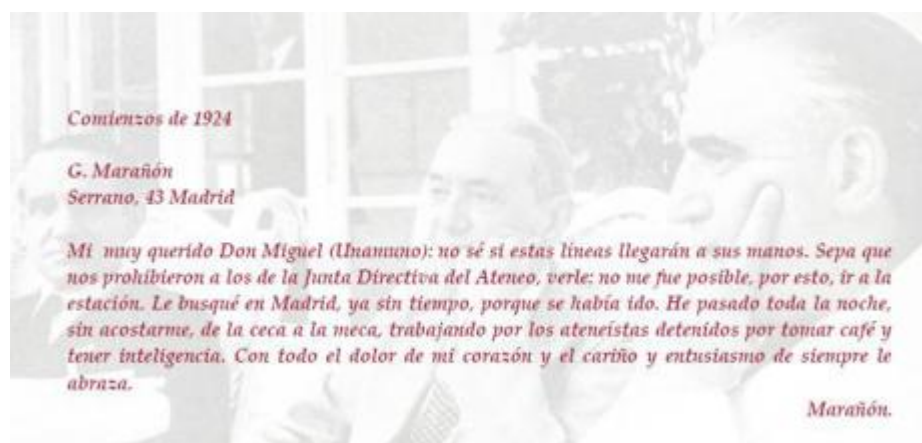 Comienzos de 1924
G. Marañón
Serrano, 43 Madrid
Mi muy querido Don Miguel (Unamuno): no sé si estas líneas llegarán a sus manos. Sepa que
nos prohibieron a los de la Junta Directiva del Ateneo, verle: no me fue posible, por esto, ir a la
estación. Le busqué en Madrid, ya sin tiempo, porque se había ido. He pasado toda la noche,
sin acostarme, de la ceca a la meca, trabajando por los ateneístas detenidos por tomar café y
tener inteligencia. Con todo el dolor de mi corazón y el cariño y entusiasmo de siempre le
abraza.
Marañón.